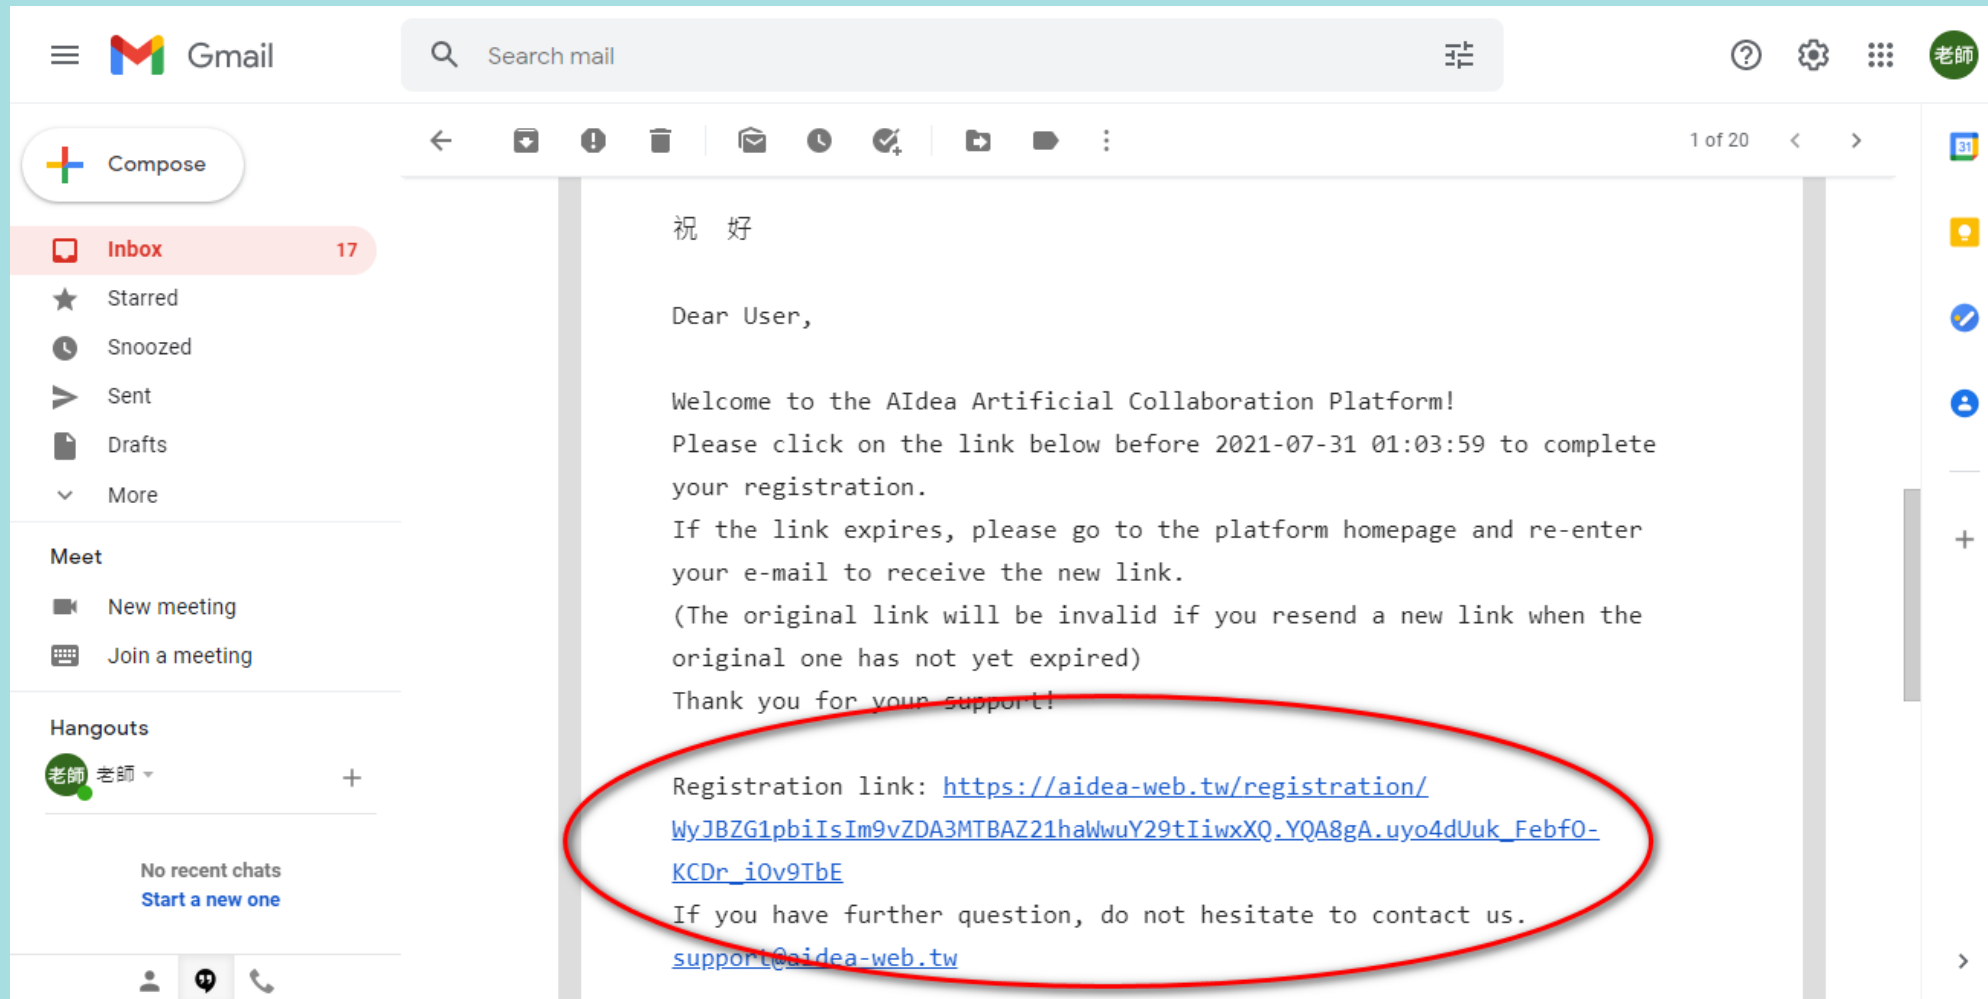 Gmail
Search mail
老師
Compose
1 of 20
31
Inbox 17
Starred
Snoozed
Sent
Drafts
More
Meet
New meeting
Join a meeting
Hangouts
老師 老師
No recent chats
Start a new one
祝 好
Dear User,
Welcome to the AIdea Artificial Collaboration Platform!
Please click on the link below before 2021-07-31 01:03:59 to complete
your registration.
If the link expires, please go to the platform homepage and re-enter
your e-mail to receive the new link.
(The original link will be invalid if you resend a new link when the
original one has not yet expired)
Thank you for your support!
Registration link: https://aidea-web.tw/registration/
WyJBZG1pbiIsIm9vZDA3MTBAZ21haWwuY29tIiwxXQ.YQA8gA.uyo4dUuk_FebfO-
KCDr_iOv9TbE
If you have further question, do not hesitate to contact us.
support@aidea-web.tw